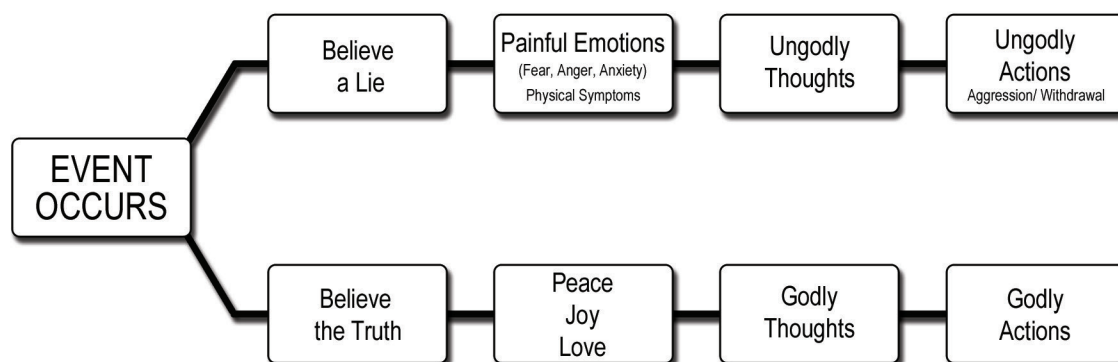 Believe
a Lie
Painful Emotions
(Fear, Anger, Anxiety)
Physical Symptoms
Ungodly
Thoughts
Ungodly
Actions
Aggression/ Withdrawal
EVENT
OCCURS
Believe
the Truth
Peace
Joy
Love
Godly
Thoughts
Godly
Actions